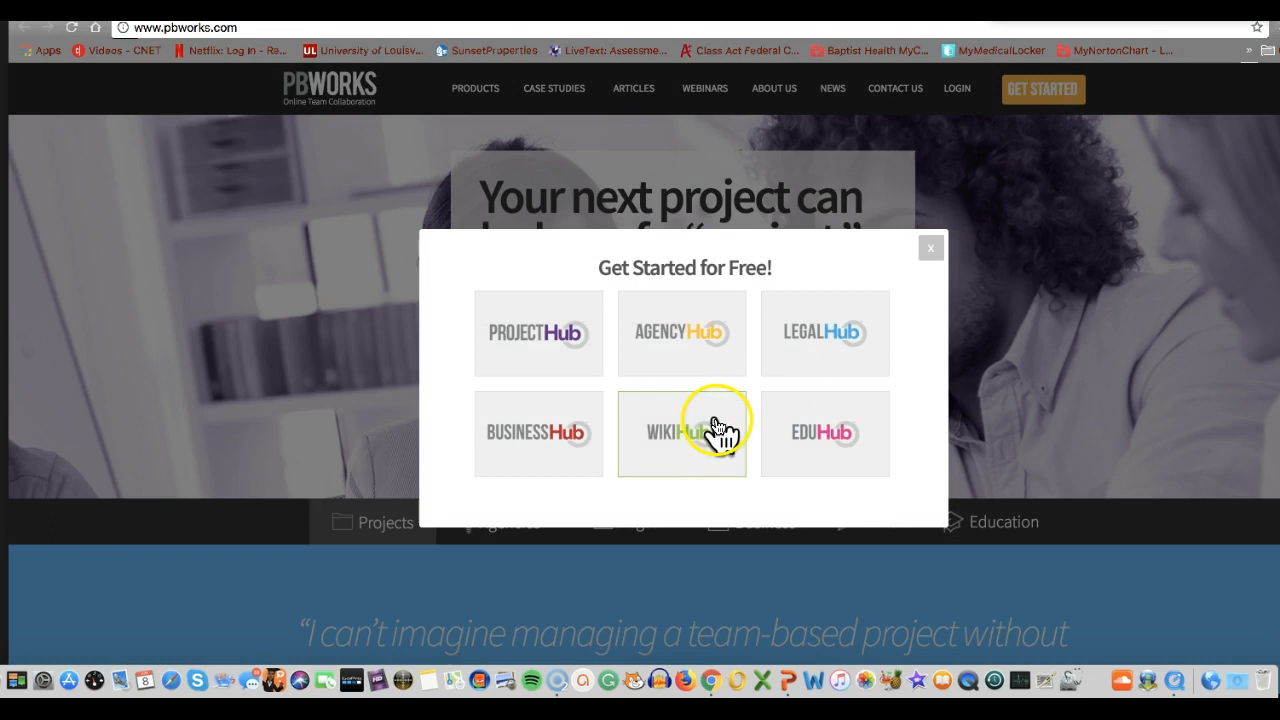 www.pbworks.com
Apps Videos - CNET Netflix: Log in - Re... University of Louisv... SunsetProperties LiveText: Assessme... Class Act Federal C... Baptist Health MyC... MyMedicalLocker MyNortonChart - L... »
PBWORKS
Online Team Collaboration
PRODUCTS CASE STUDIES ARTICLES WEBINARS ABOUT US NEWS CONTACT US LOGIN GET STARTED
Your next project can
x
Get Started for Free!
PROJECTHub AGENCYHub LEGALHub
BUSINESSHub WIKIHub EDUHub
Projects Education
“I can’t imagine managing a team-based project without